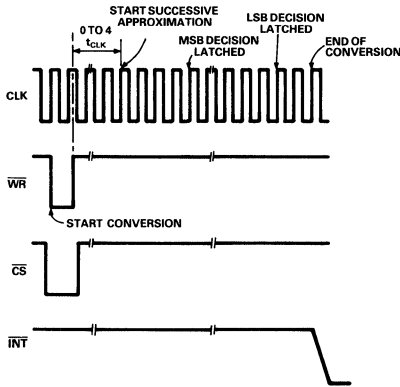 START SUCCESSIVE
APPROXIMATION
0 TO 4
tCLK
MSB DECISION
LATCHED
LSB DECISION
LATCHED
END OF
CONVERSION
CLK
WR
START CONVERSION
CS
INT